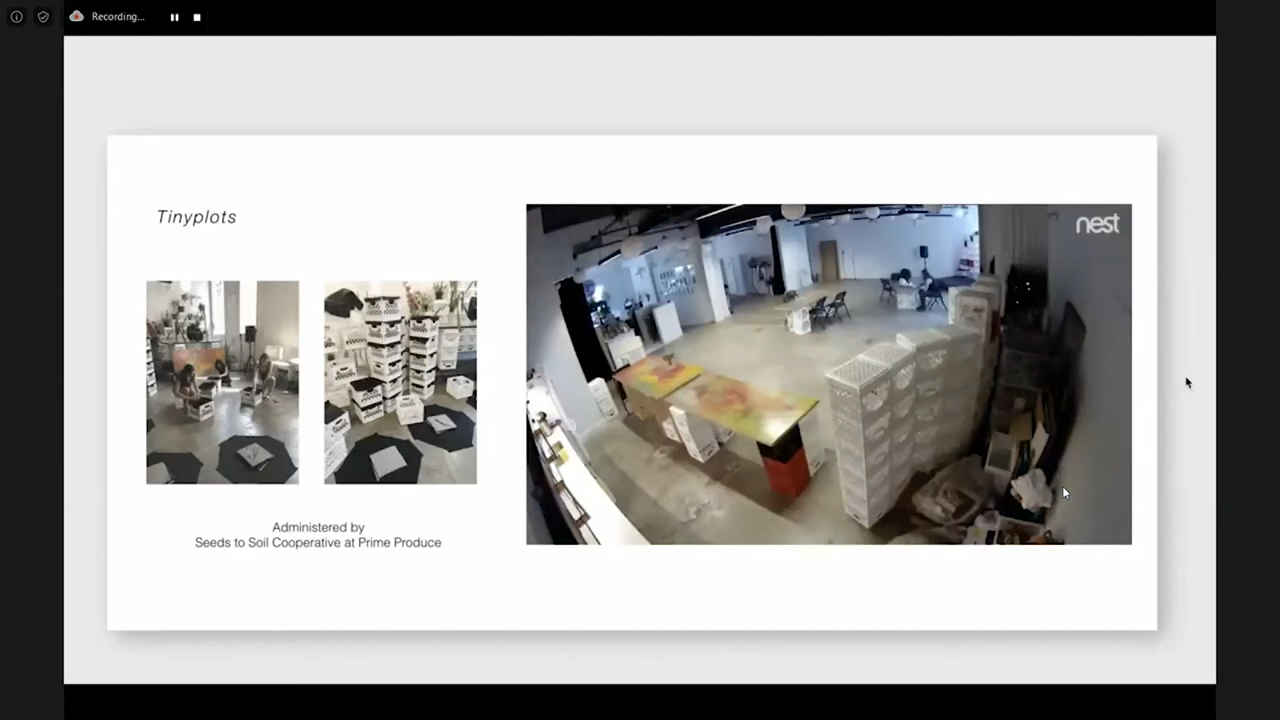 Recording...
Tinyplots
nest
Administered by
Seeds to Soil Cooperative at Prime Produce